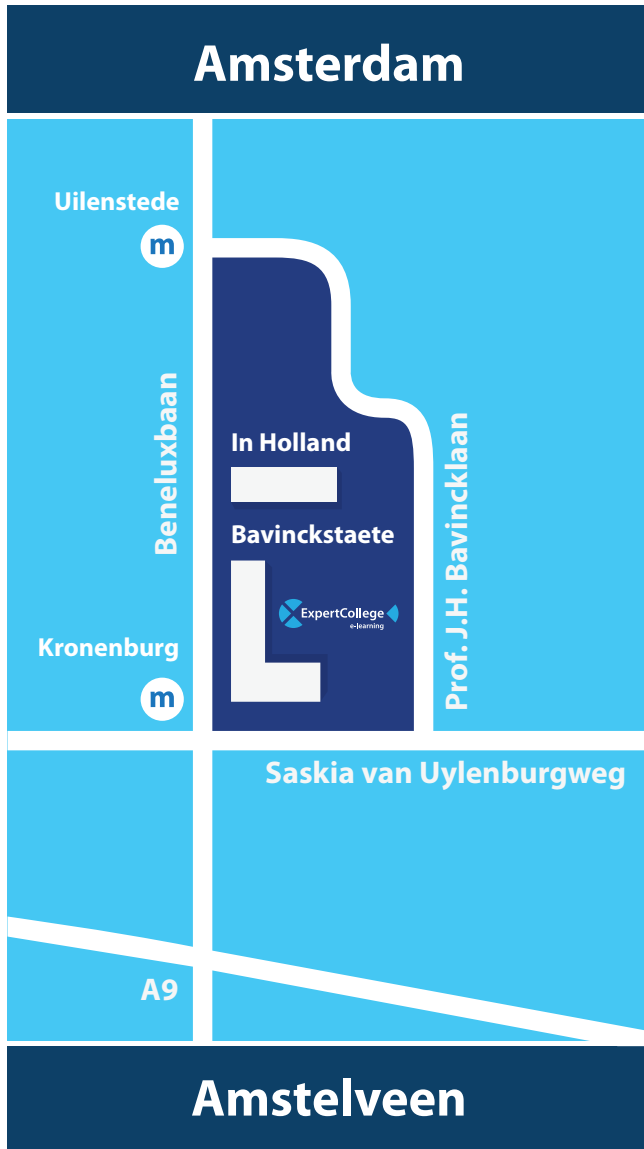 Amsterdam
Uilenstede
m
Beneluxbaan
In Holland
Bavinckstaete
ExpertCollege
e-learning
Prof. J.H. Bavincklaan
Kronenburg
m
Saskia van Uylenburgweg
A9
Amstelveen